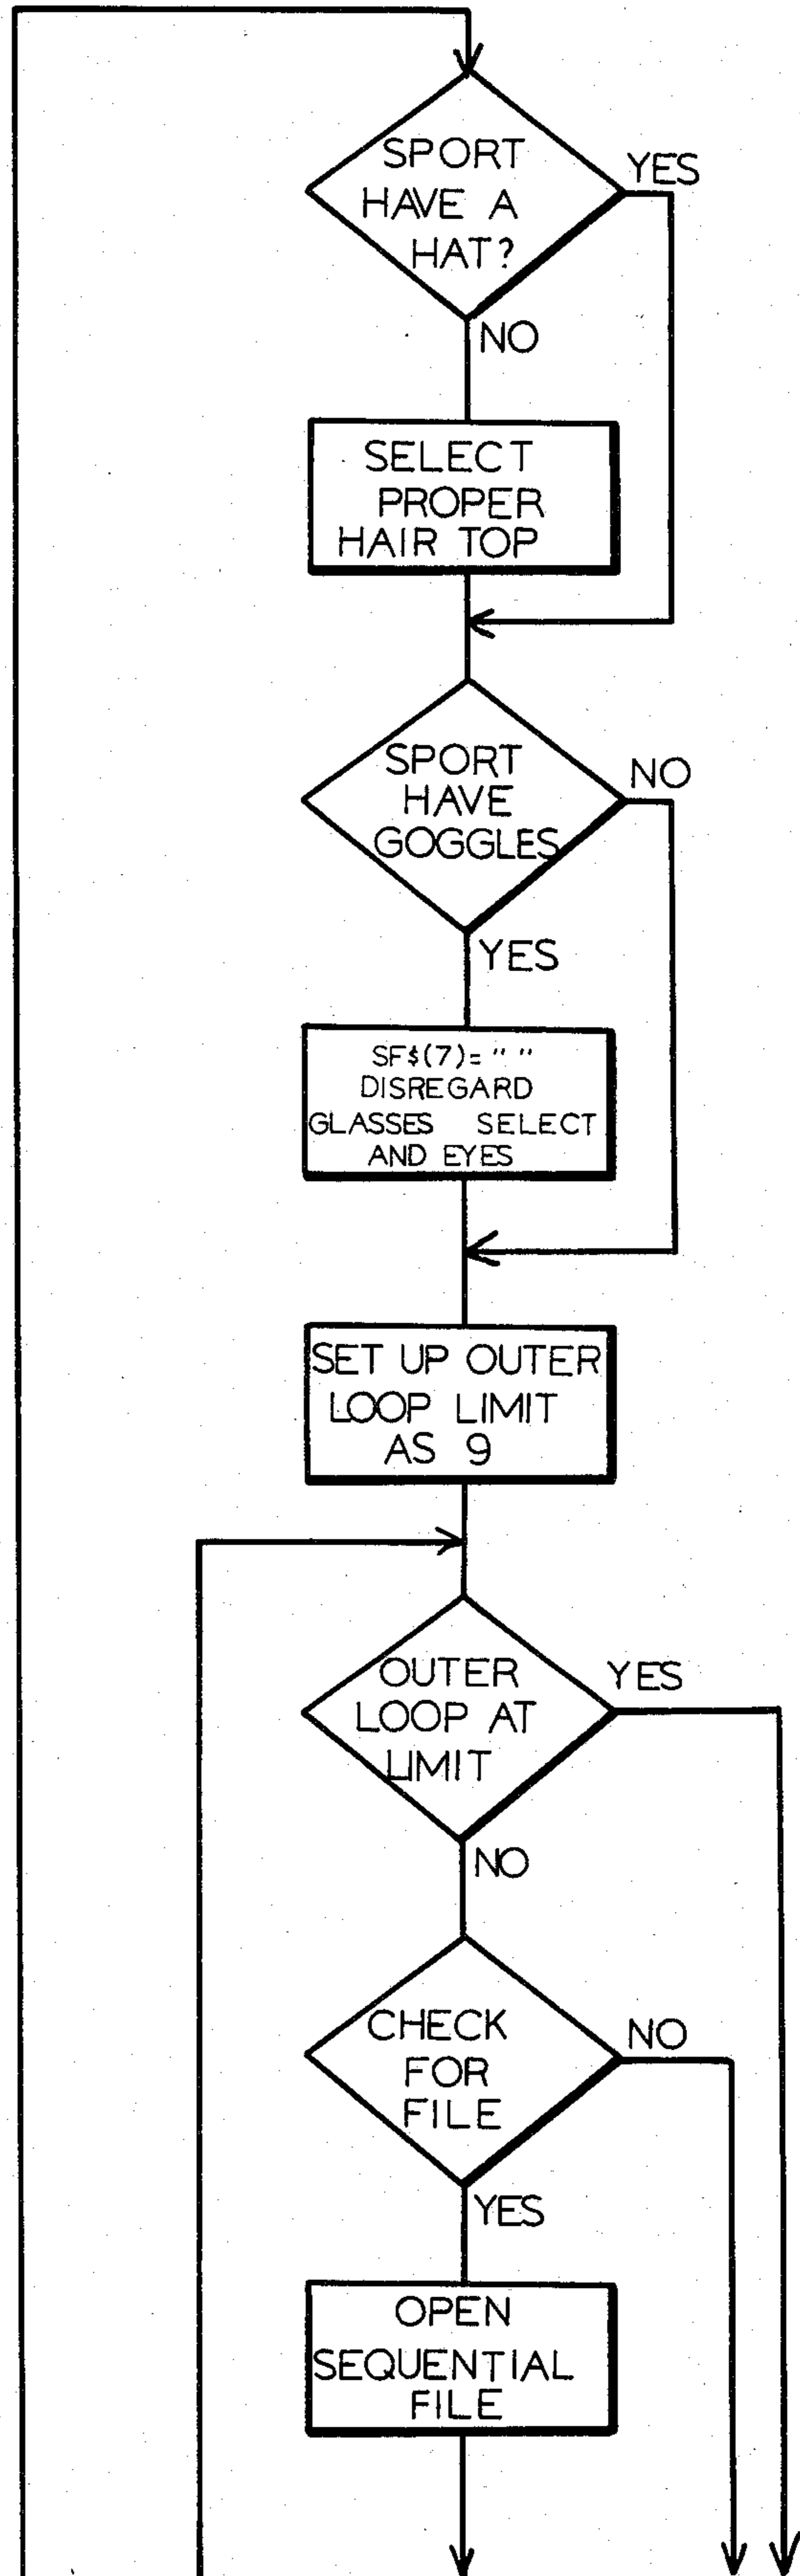 SPORT
HAVE A
HAT?
YES
NO
SELECT
PROPER
HAIR TOP
SPORT
HAVE
GOGGLES
NO
YES
SF$(7)= " "
DISREGARD
GLASSES SELECT
AND EYES
SET UP OUTER
LOOP LIMIT
AS 9
OUTER
LOOP AT
LIMIT
YES
NO
CHECK
FOR
FILE
NO
YES
OPEN
SEQUENTIAL
FILE